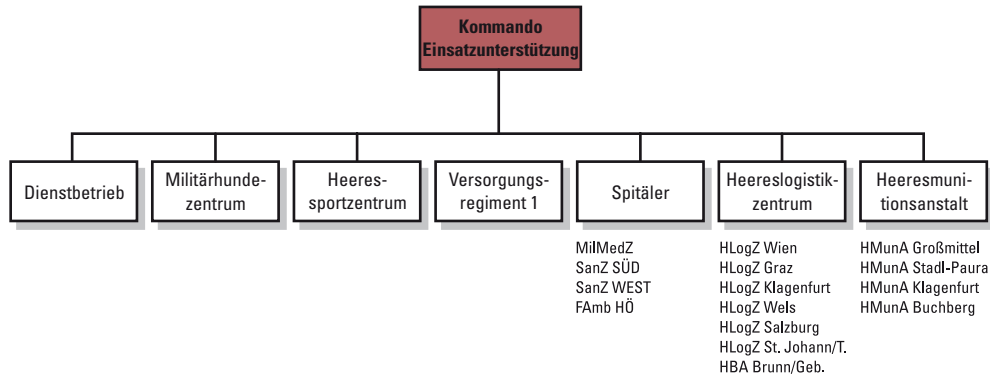 Kommando
Einsatzunterstützung
Dienstbetrieb
Militärhunde-
zentrum
Heeres-
sportzentrum
Versorgungs-
regiment 1
Spitäler
Heereslogistik-
zentrum
Heeresmuni-
tionsanstalt
MilMedZ
SanZ SÜD
SanZ WEST
FAmb HÖ
HLogZ Wien
HLogZ Graz
HLogZ Klagenfurt
HLogZ Wels
HLogZ Salzburg
HLogZ St. Johann/T.
HBA Brunn/Geb.
HMunA Großmittel
HMunA Stadl-Paura
HMunA Klagenfurt
HMunA Buchberg